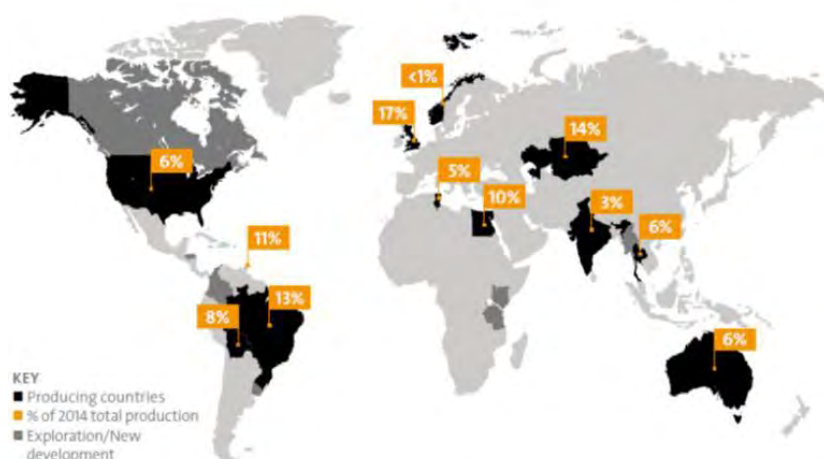 <1%
17%
14%
6%
5%
10%
3%
6%
11%
13%
8%
6%
KEY
Producing countries
% of 2014 total production
Exploration/New
development